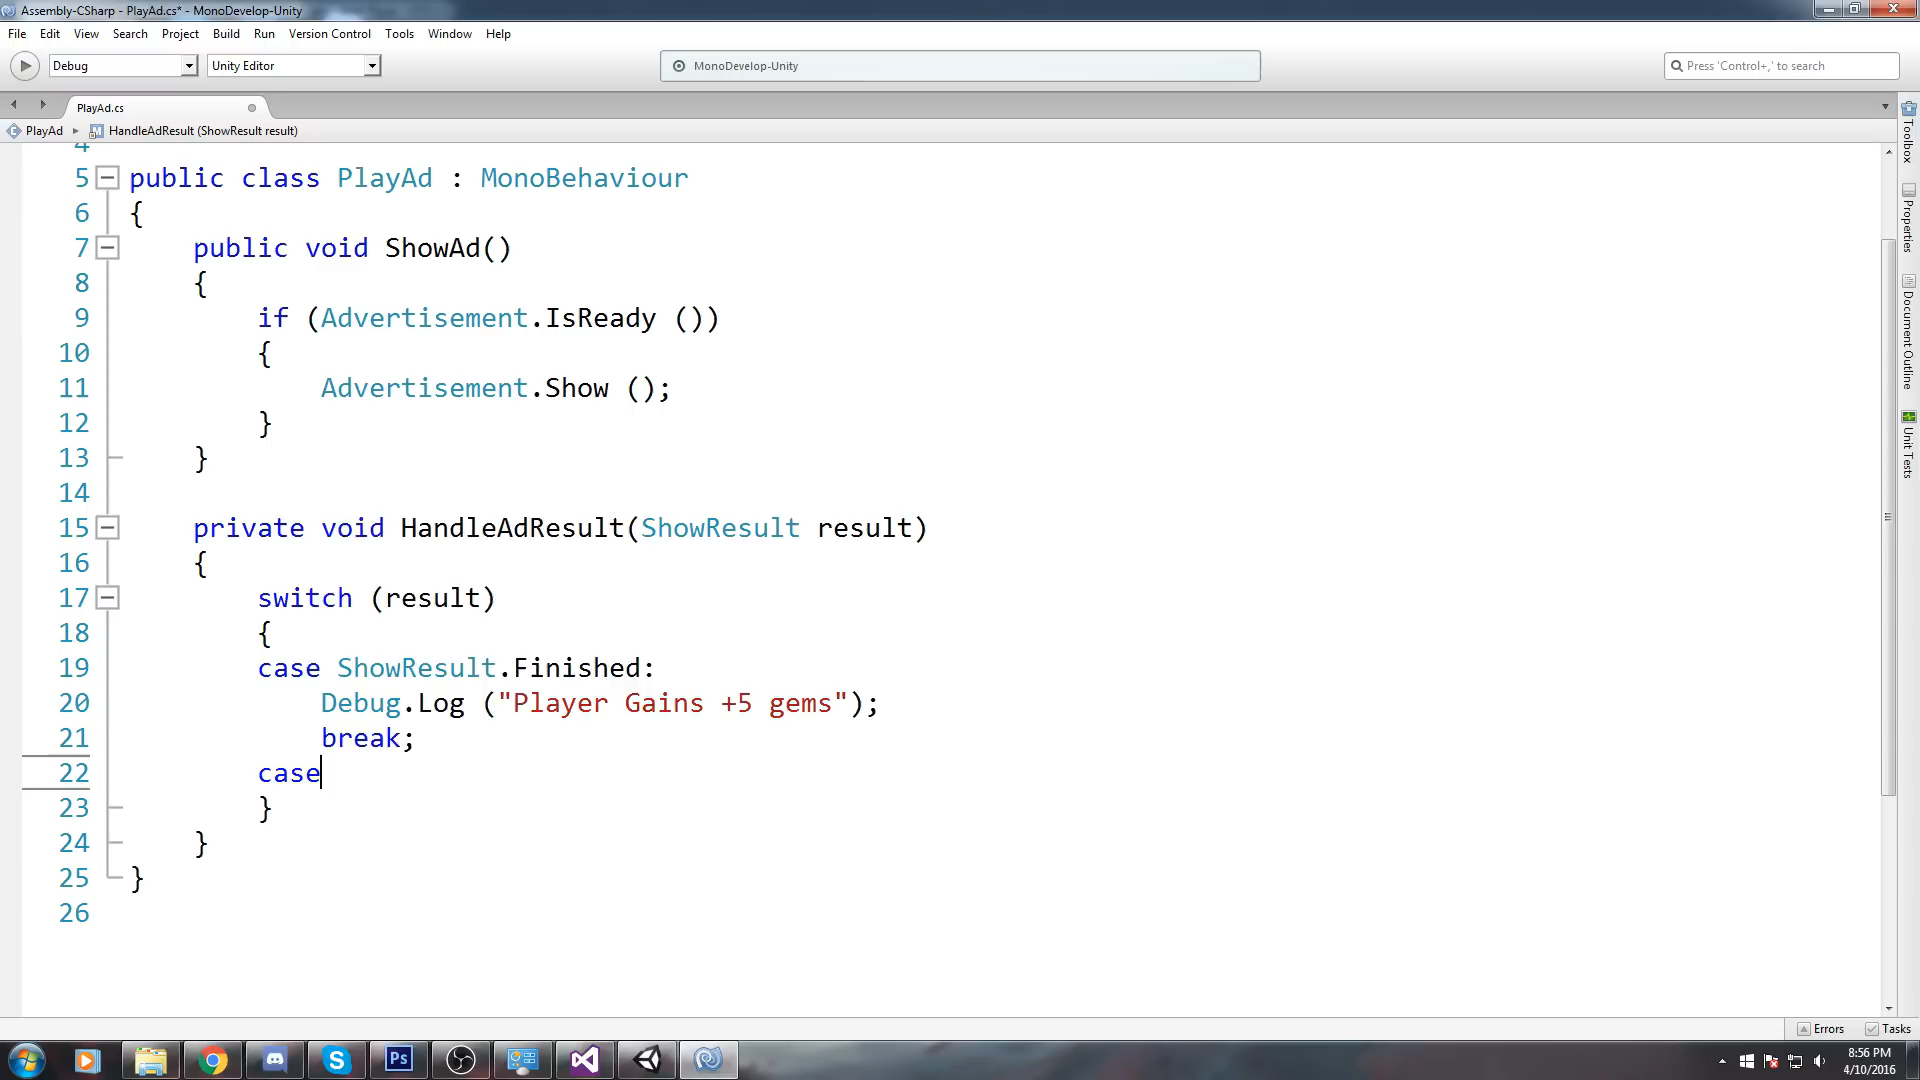 Assembly-CSharp - PlayAd.cs* - MonoDevelop-Unity
File Edit View Search Project Build Run Version Control Tools Window Help
Debug Unity Editor MonoDevelop-Unity Press 'Control+,' to search
PlayAd.cs
PlayAd HandleAdResult (ShowResult result)
4
5 public class PlayAd : MonoBehaviour
6 {
7 public void ShowAd()
8 {
9 if (Advertisement.IsReady ())
10 {
11 Advertisement.Show ();
12 }
13 }
14
15 private void HandleAdResult(ShowResult result)
16 {
17 switch (result)
18 {
19 case ShowResult.Finished:
20 Debug.Log ("Player Gains +5 gems");
21 break;
22 case
23 }
24 }
25 }
26
Toolbox
Properties
Document Outline
Unit Tests
Errors Tasks
Ps
8:56 PM
4/10/2016